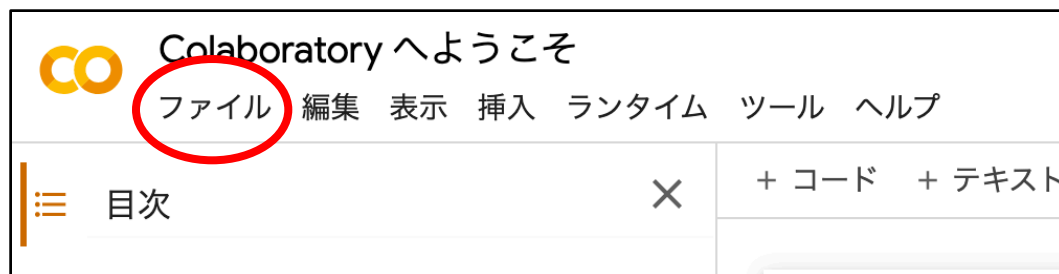 CO
Colaboratory へようこそ
ファイル 編集 表示 挿入 ランタイム ツール ヘルプ
目次
+ コード + テキスト